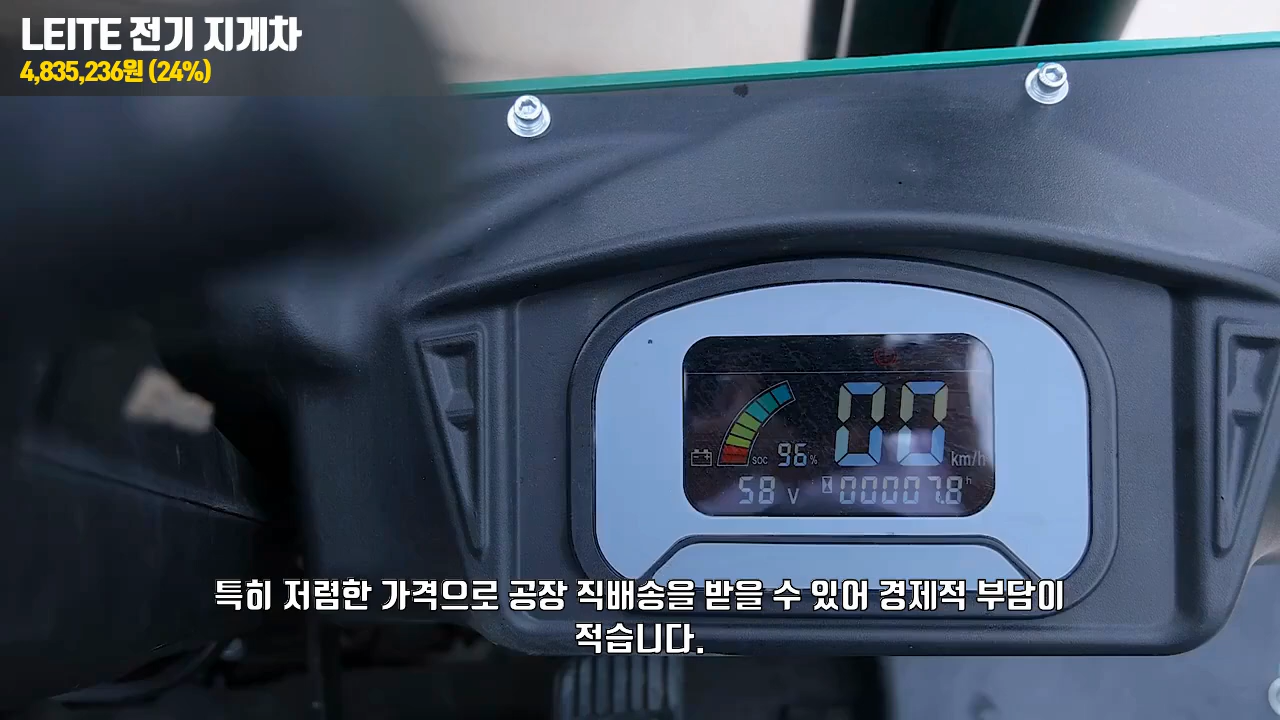 LEITE 전기 지게차
4,835,236원 (24%)
00 km/h
SOC 96%
58 V 00007.8 h
특히 저렴한 가격으로 공장 직배송을 받을 수 있어 경제적 부담이
적습니다.